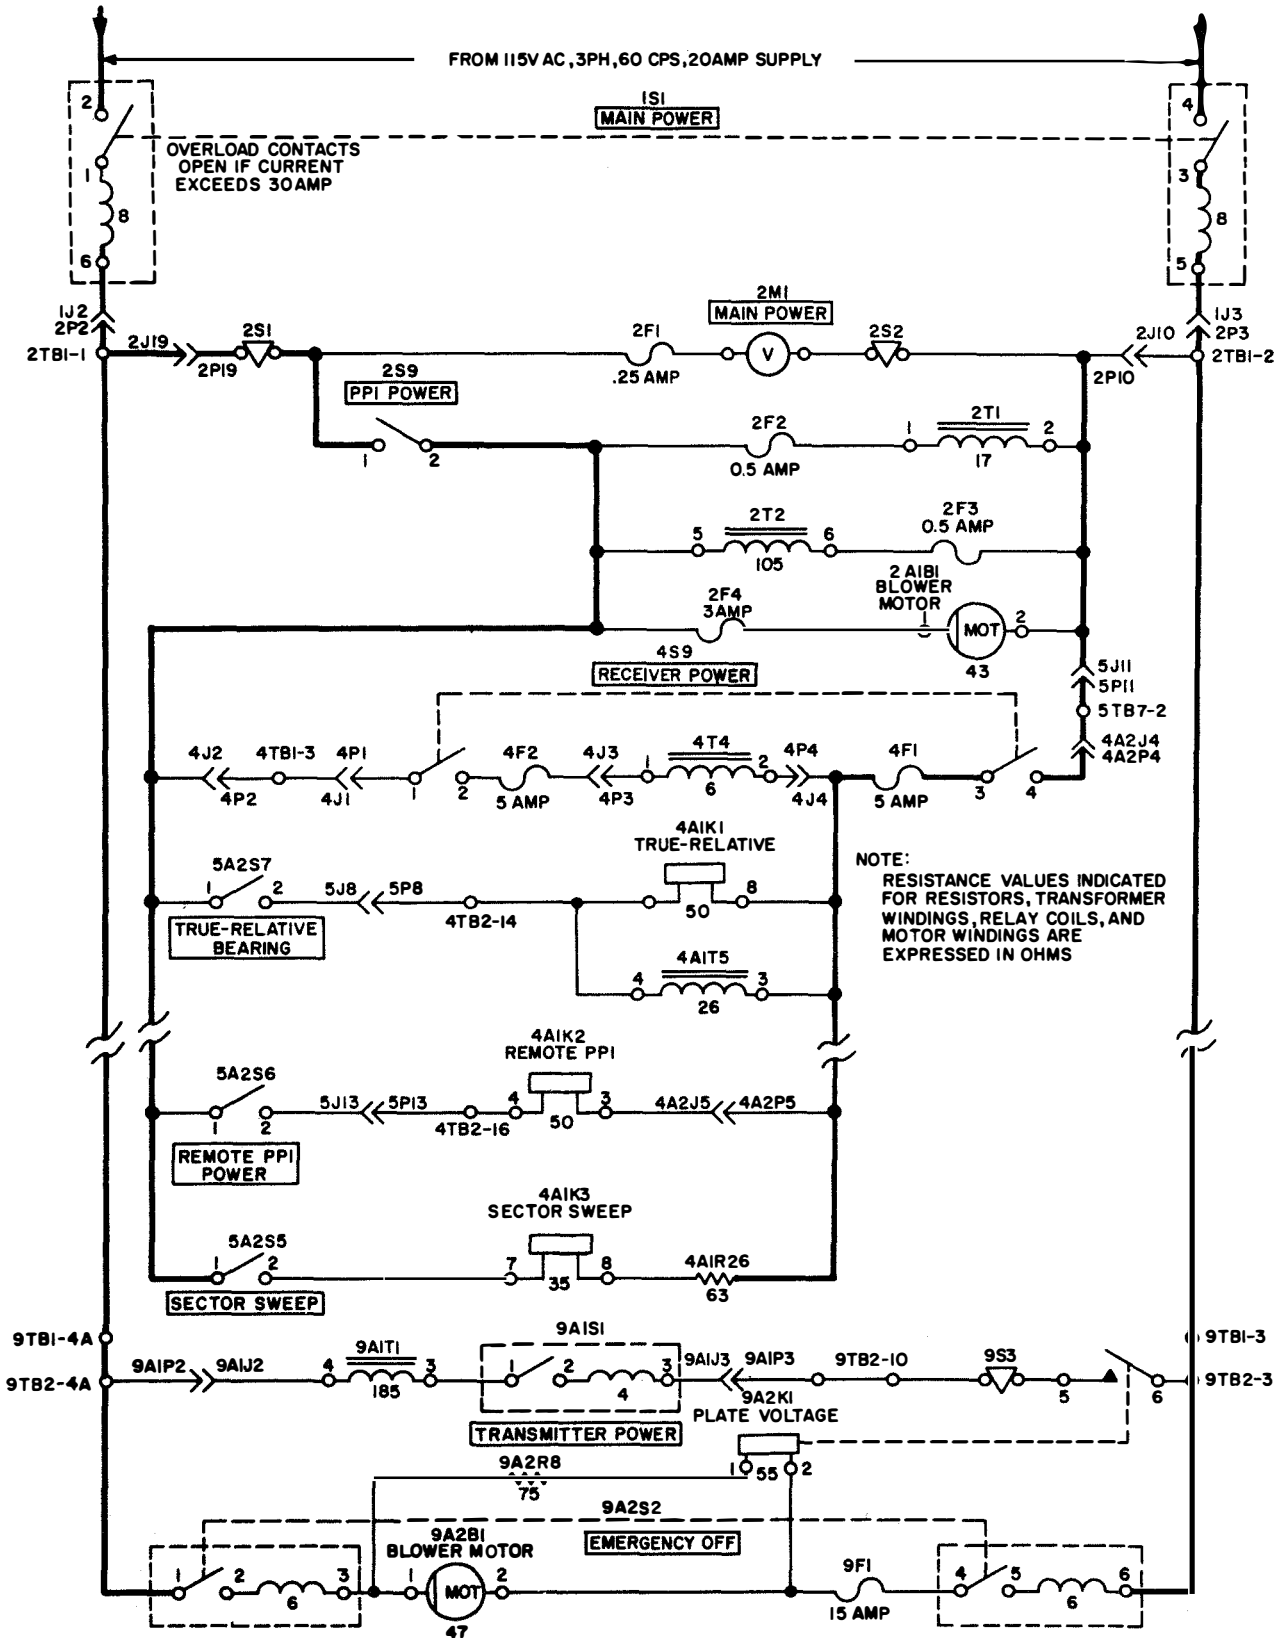 FROM 115V AC, 3PH, 60 CPS, 20AMP SUPPLY
1S1
MAIN POWER
2
4
OVERLOAD CONTACTS
OPEN IF CURRENT
EXCEEDS 30AMP
1
3
8
8
6
5
1J2
2P2
1J3
2P3
2TB1-1
2J19
2P19
2S1
2F1
.25 AMP
2M1
MAIN POWER
V
2S2
2J10
2P10
2TB1-2
2S9
PPI POWER
1
2
2F2
0.5 AMP
1
2T1
2
17
5
2T2
6
105
2F3
0.5 AMP
2F4
3AMP
2A1B1
BLOWER
MOTOR
1
MOT
2
43
4S9
RECEIVER POWER
5J11
5P11
5TB7-2
4A2J4
4A2P4
4J2
4P2
4TB1-3
4P1
4J1
1
2
4F2
5 AMP
4J3
4P3
1
4T4
2
6
4P4
4J4
4F1
5 AMP
3
4
4A1K1
TRUE-RELATIVE
5A2S7
1
2
5J8
5P8
4TB2-14
50
8
TRUE-RELATIVE
BEARING
NOTE:
RESISTANCE VALUES INDICATED
FOR RESISTORS, TRANSFORMER
WINDINGS, RELAY COILS, AND
MOTOR WINDINGS ARE
EXPRESSED IN OHMS
4A1T5
4
3
26
4A1K2
REMOTE PPI
5A2S6
1
2
5J13
5P13
4TB2-16
4
50
3
4A2J5
4A2P5
REMOTE PPI
POWER
4A1K3
SECTOR SWEEP
5A2S5
1
2
7
35
8
4A1R26
63
SECTOR SWEEP
9TB1-4A
9TB1-3
9TB2-4A
9A1P2
9A1J2
4
9A1T1
3
185
9A1S1
1
2
4
3
TRANSMITTER POWER
9A1J3
9A1P3
9TB2-10
9S3
5
6
9TB2-3
9A2K1
PLATE VOLTAGE
1
55
2
9A2R8
75
9A2S2
EMERGENCY OFF
1
2
6
3
9A2B1
BLOWER MOTOR
1
MOT
2
47
9F1
15 AMP
4
5
6
6